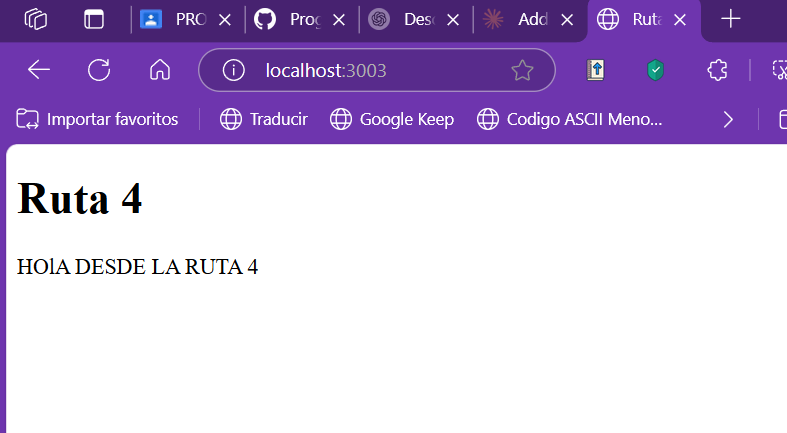 PRO
Prog
Desc
Add
Ruta
localhost:3003
Importar favoritos
Traducir
Google Keep
Codigo ASCII Meno...
Ruta 4
HOlA DESDE LA RUTA 4